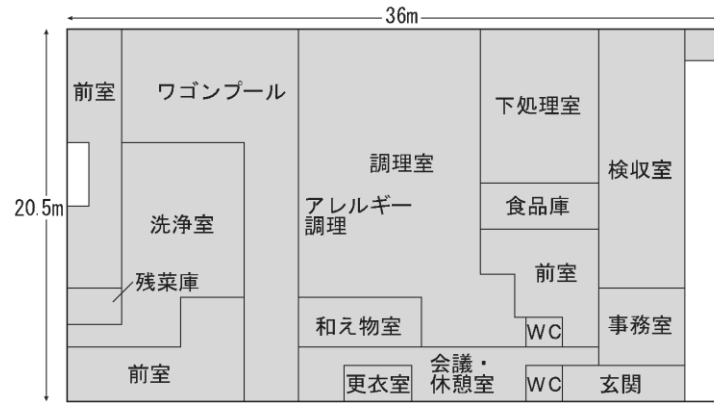 36m
20.5m
前室
ワゴンプール
下処理室
調理室
検収室
アレルギー
調理
食品庫
洗浄室
前室
残菜庫
和え物室
WC
事務室
前室
更衣室
会議・
休憩室
WC
玄関